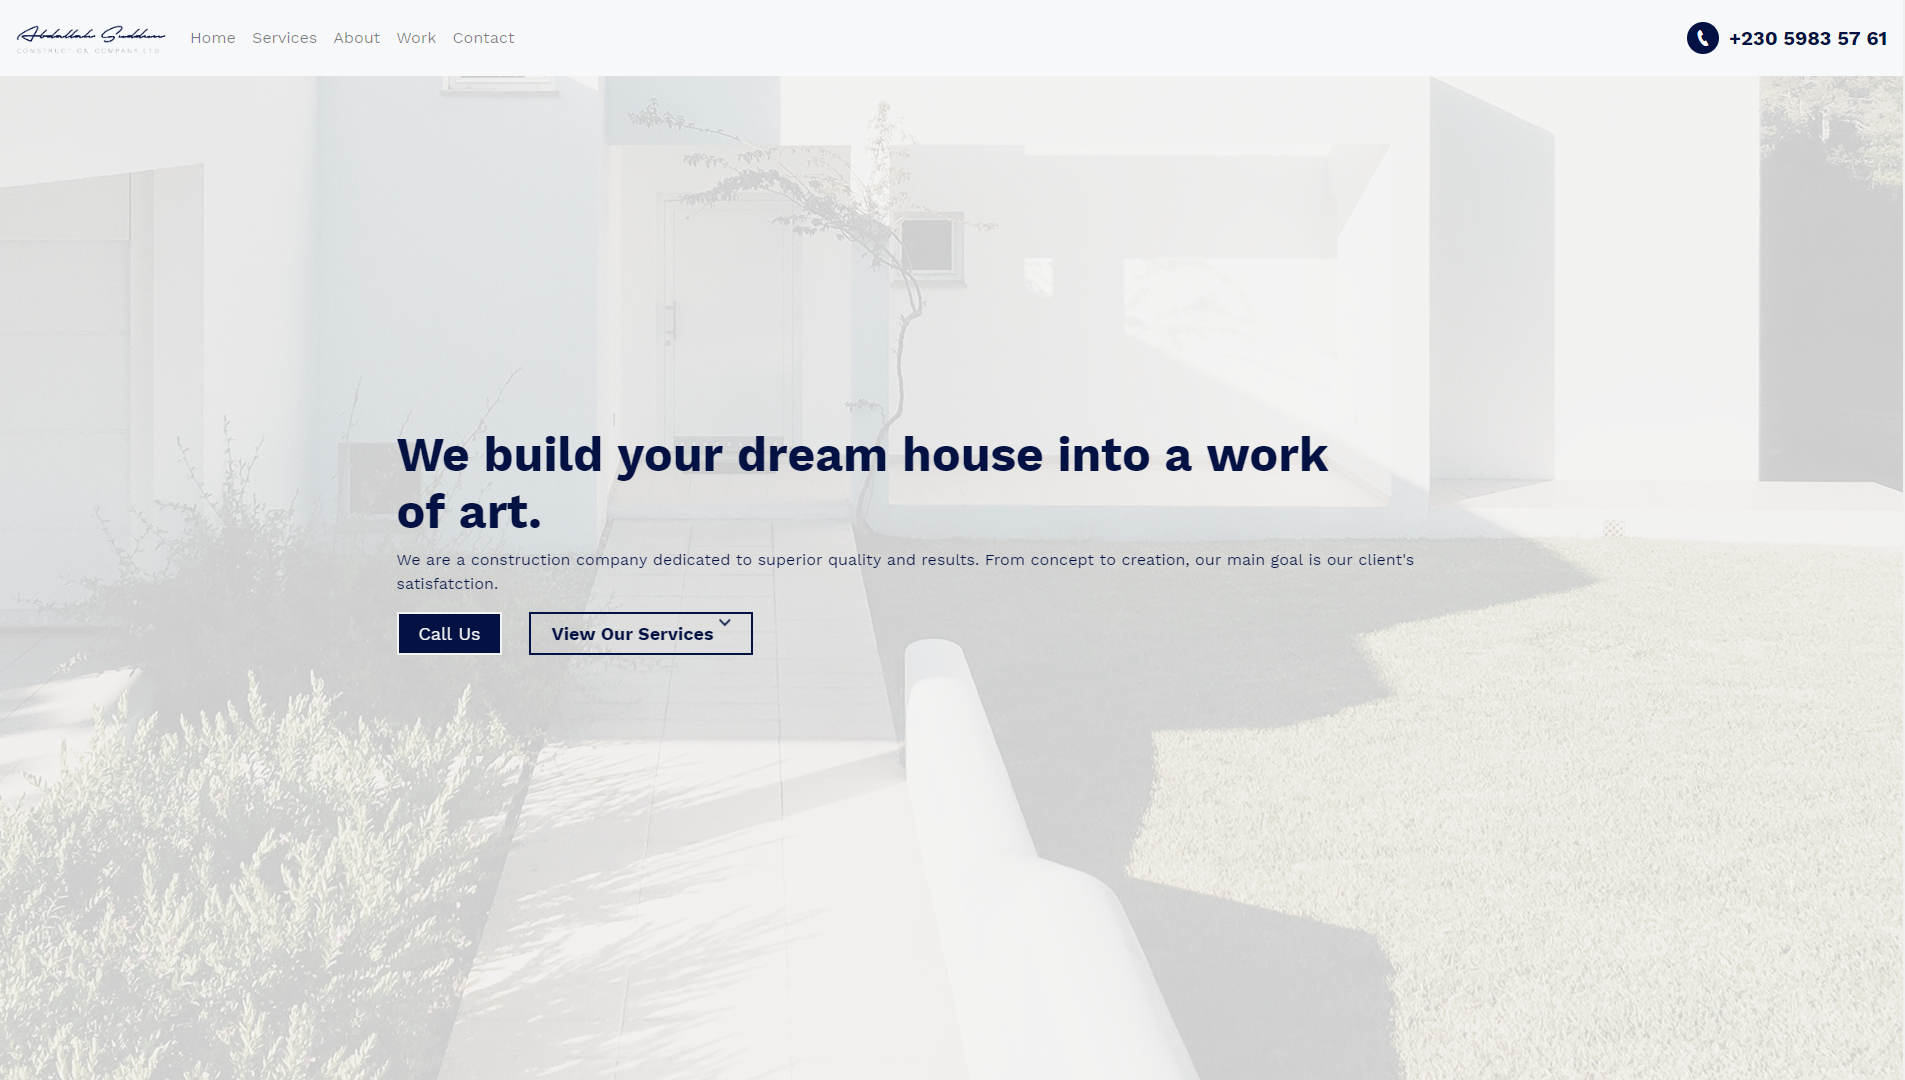 Abdallah Suddun
CONSTRUCTION COMPANY LTD
Home Services About Work Contact
+230 5983 57 61
We build your dream house into a work
of art.
We are a construction company dedicated to superior quality and results. From concept to creation, our main goal is our client's
satisfatction.
Call Us
View Our Services